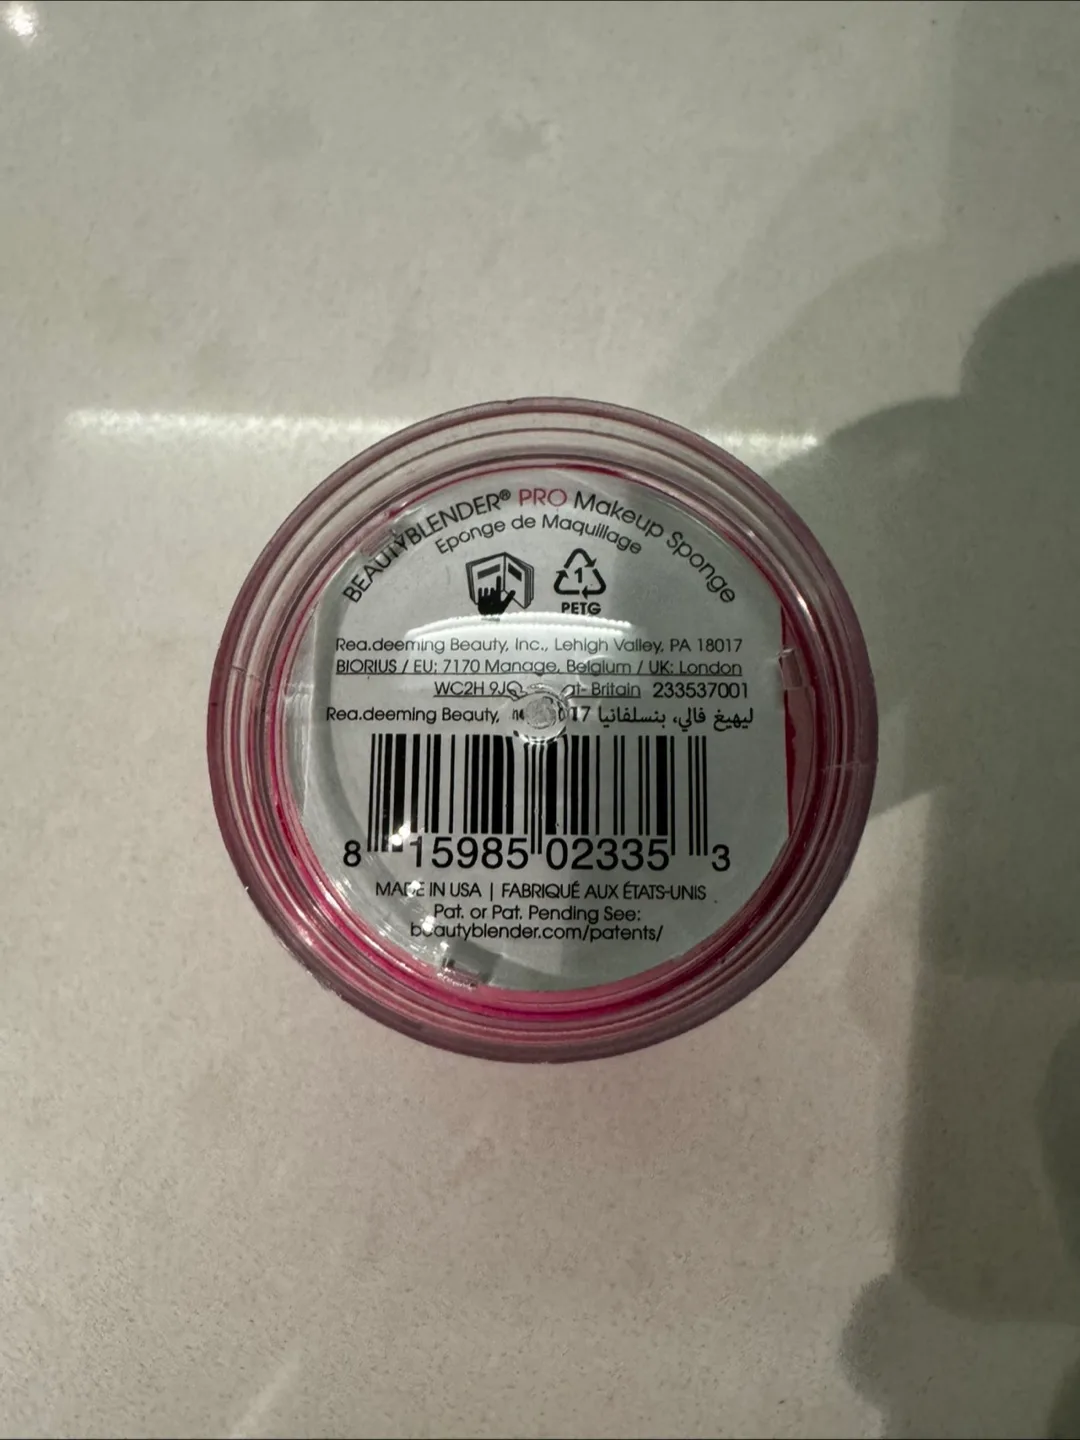 BEAUTYBLENDER® PRO Makeup Sponge
Eponge de Maquillage
1
PETG
Rea.deeming Beauty, Inc., Lehigh Valley, PA 18017
BIORIUS / EU: 7170 Manage, Belgium / UK: London
WC2H Britain 233537001
Rea.deeming Beauty, ليهيغ فالي، بنسلفانيا
8 15985 02335 3
MADE IN USA | FABRIQUÉ AUX ÉTATS-UNIS
Pat. or Pat. Pending See:
beautyblender.com/patents/